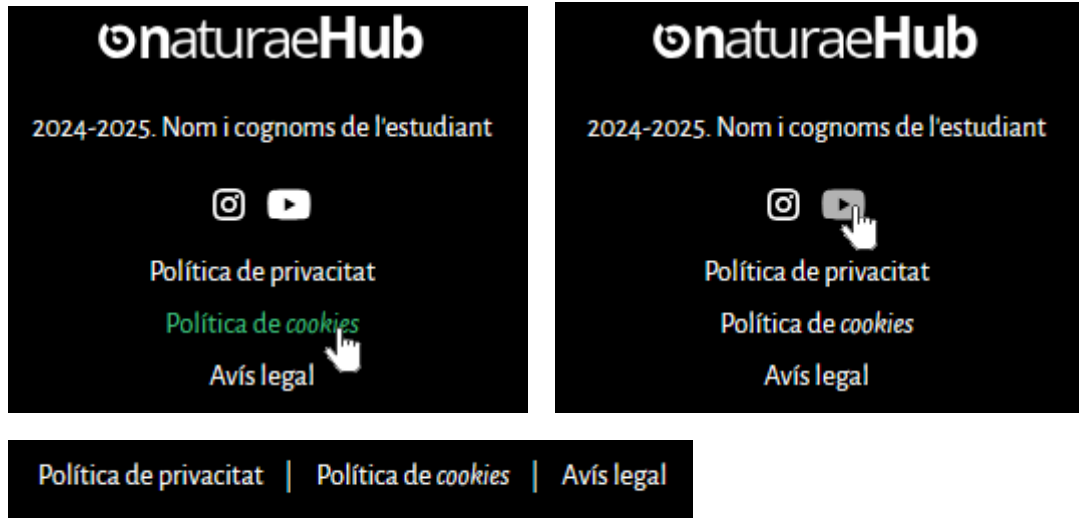 naturaeHub
2024-2025. Nom i cognoms de l'estudiant
Política de privacitat
Política de cookies
Avís legal
naturaeHub
2024-2025. Nom i cognoms de l'estudiant
Política de privacitat
Política de cookies
Avís legal
Política de privacitat | Política de cookies | Avís legal